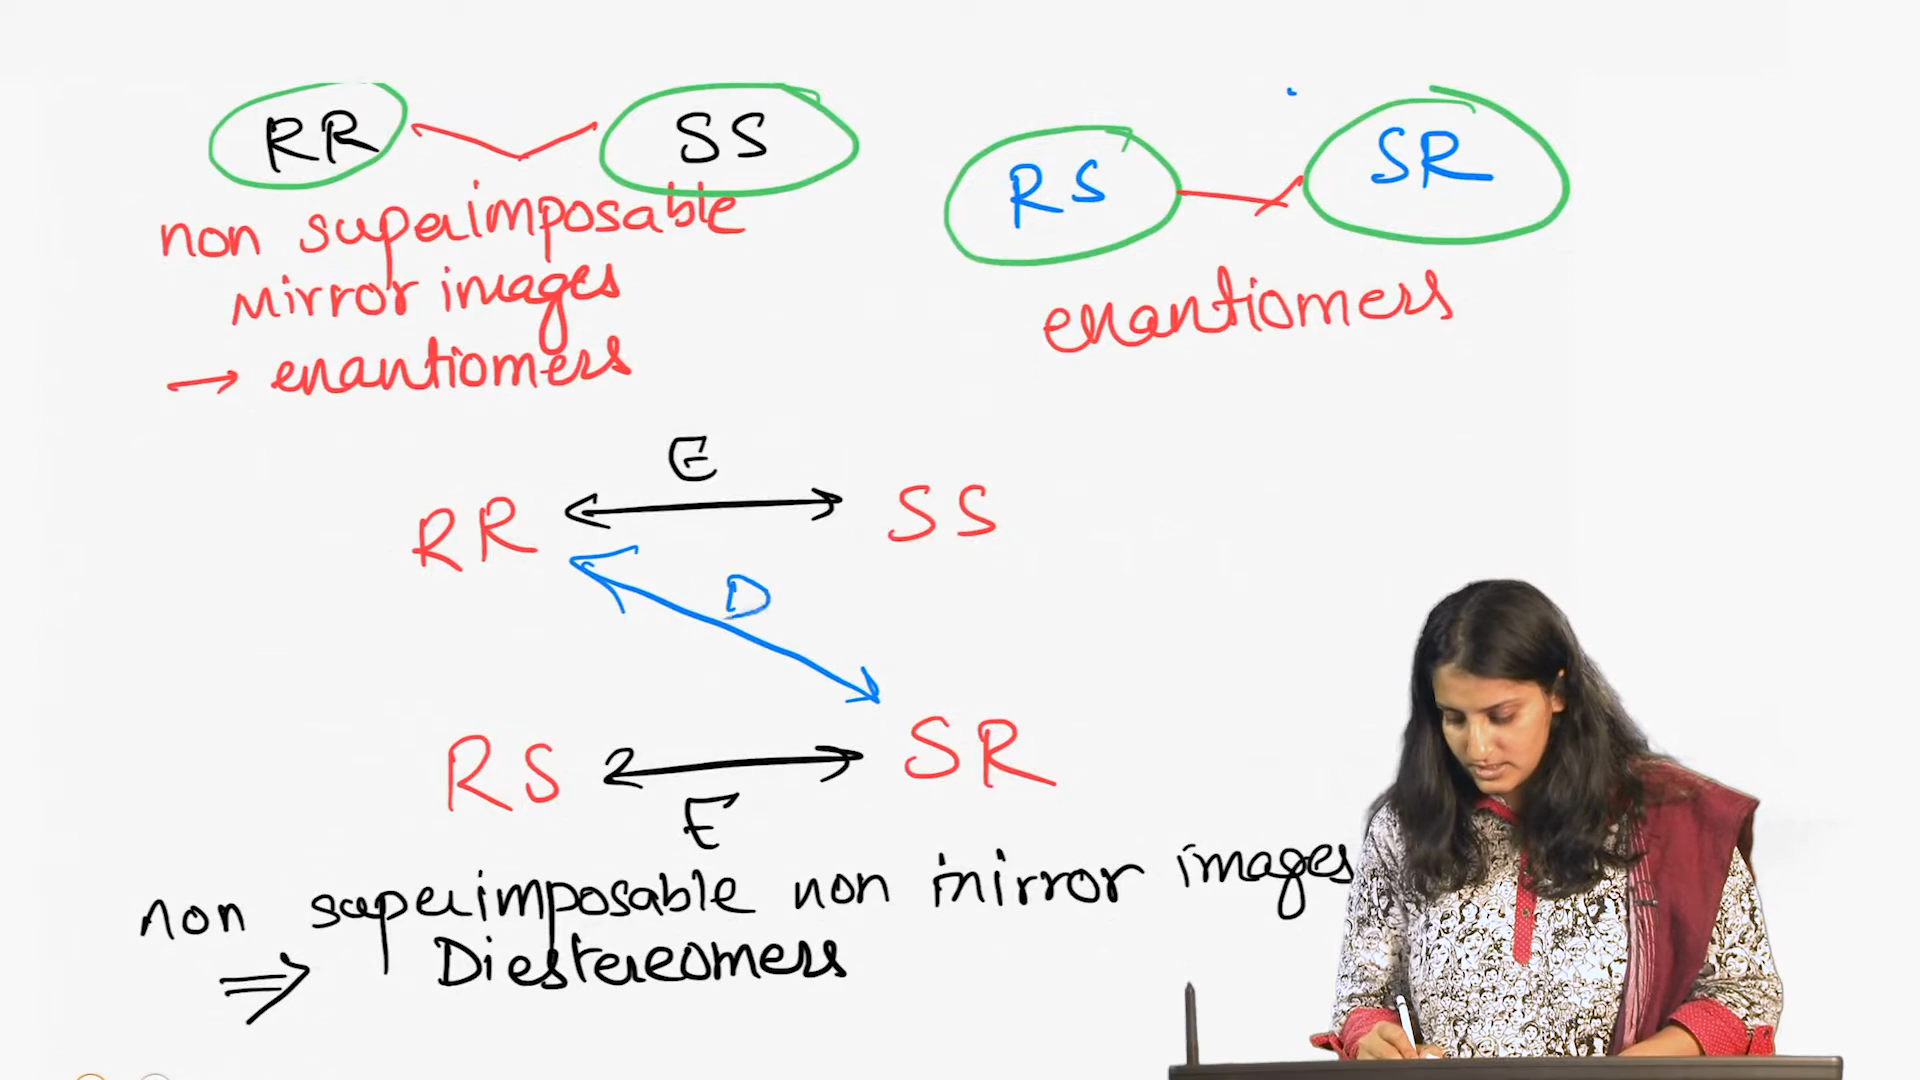 RR SS
non superimposable
mirror images
→ enantiomers
RS SR
enantiomers
E
RR SS
D
RS SR
E
non superimposable non mirror images
⇒ Diestereomers